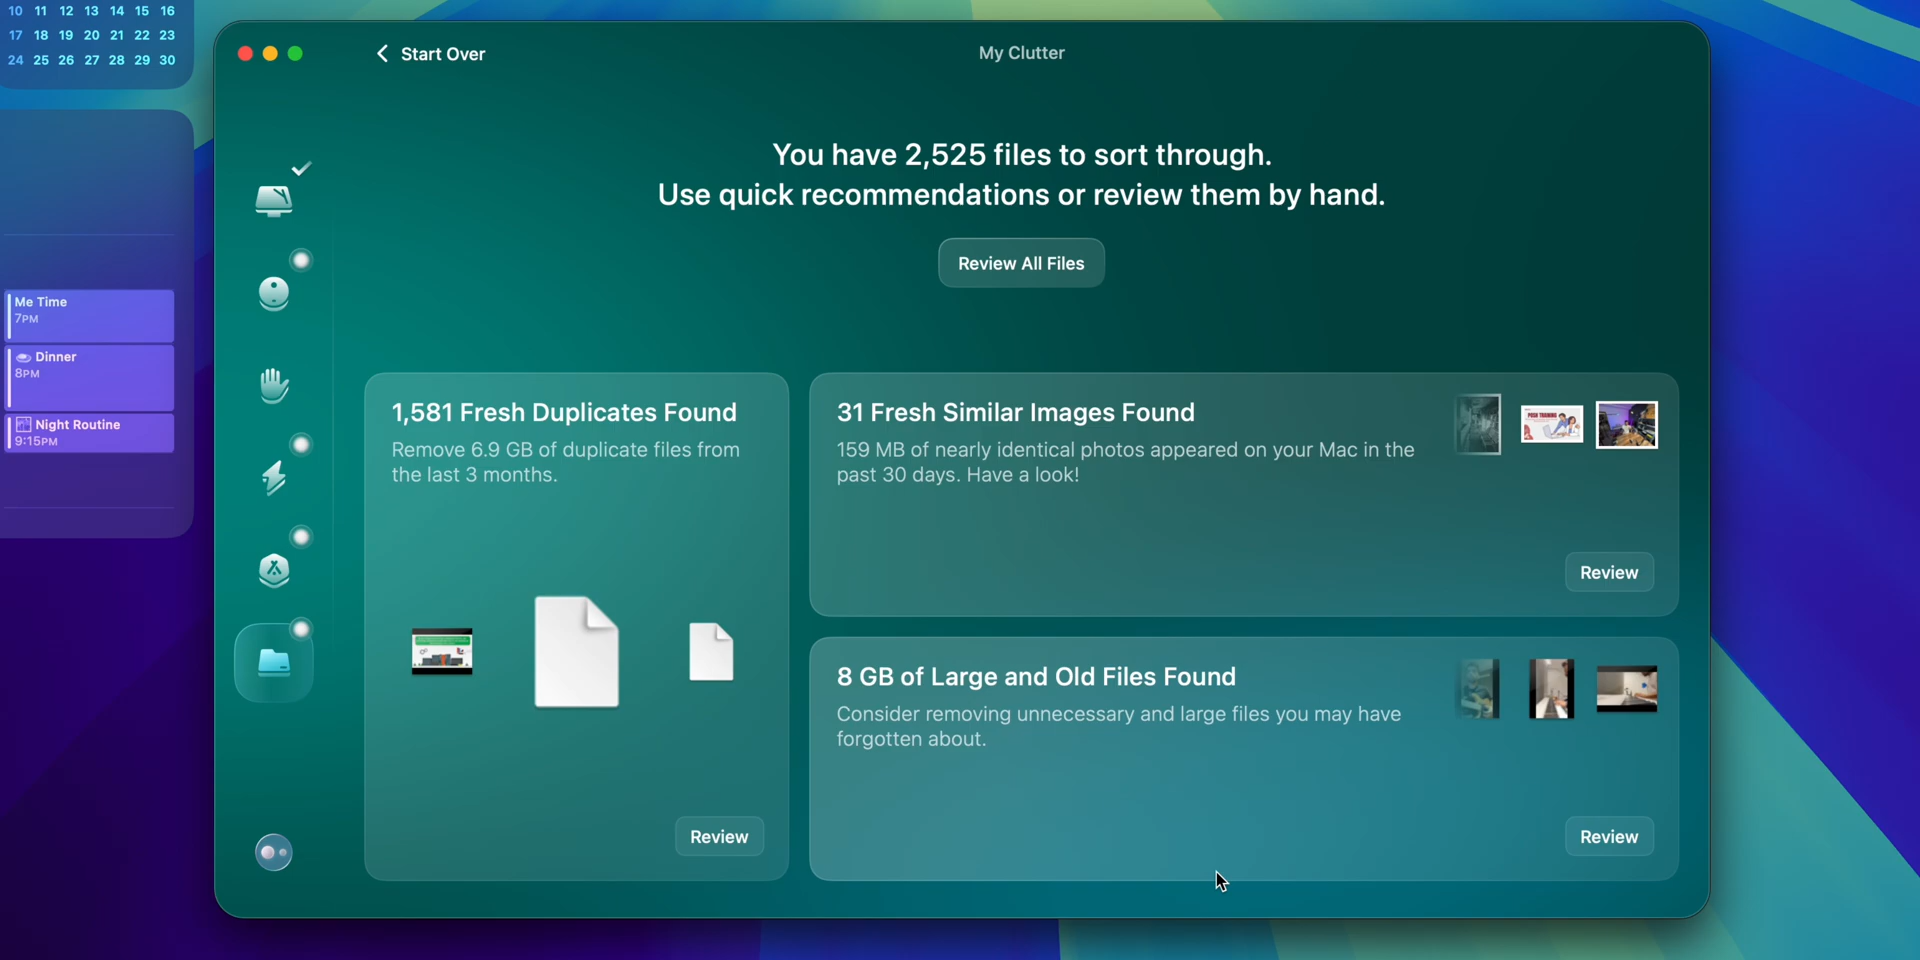 10 11 12 13 14 15 16
17 18 19 20 21 22 23
24 25 26 27 28 29 30
Me Time
7PM
Dinner
8PM
Night Routine
9:15PM
Start Over
My Clutter
You have 2,525 files to sort through.
Use quick recommendations or review them by hand.
Review All Files
1,581 Fresh Duplicates Found
Remove 6.9 GB of duplicate files from
the last 3 months.
Review
31 Fresh Similar Images Found
159 MB of nearly identical photos appeared on your Mac in the
past 30 days. Have a look!
Review
8 GB of Large and Old Files Found
Consider removing unnecessary and large files you may have
forgotten about.
Review